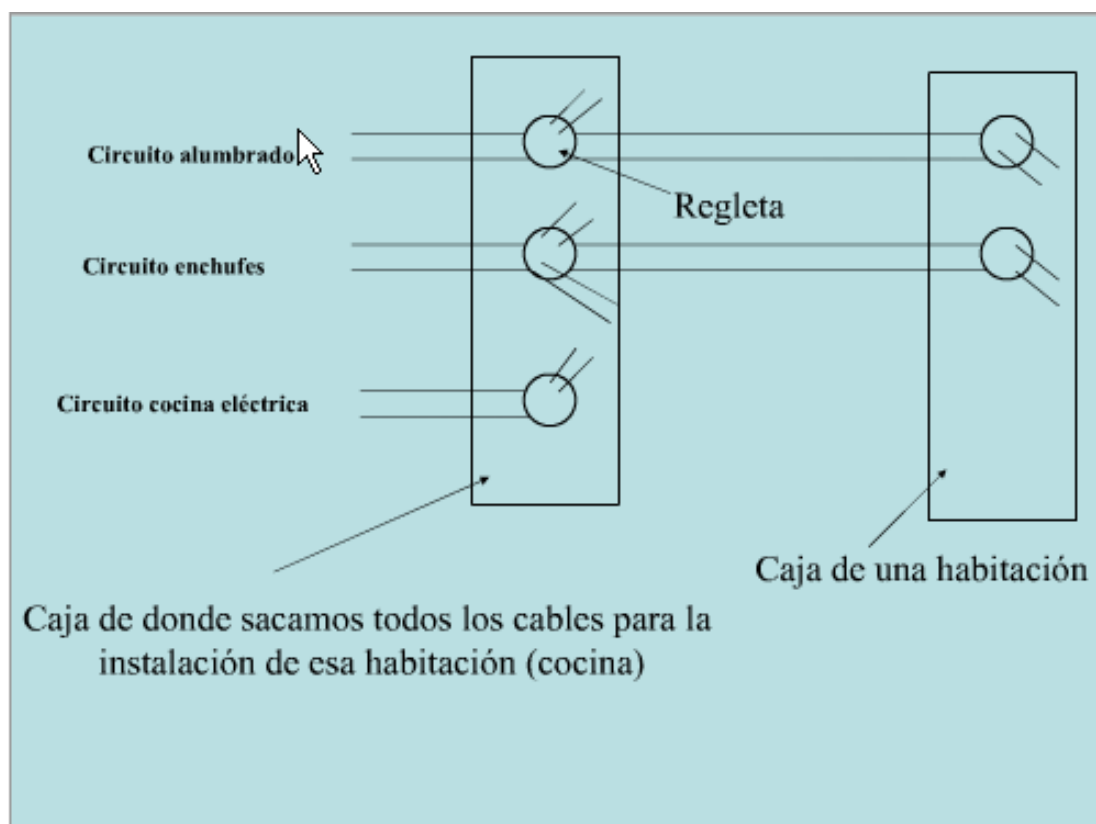 Circuito alumbrado
Regleta
Circuito enchufes
Circuito cocina eléctrica
Caja de una habitación
Caja de donde sacamos todos los cables para la
instalación de esa habitación (cocina)